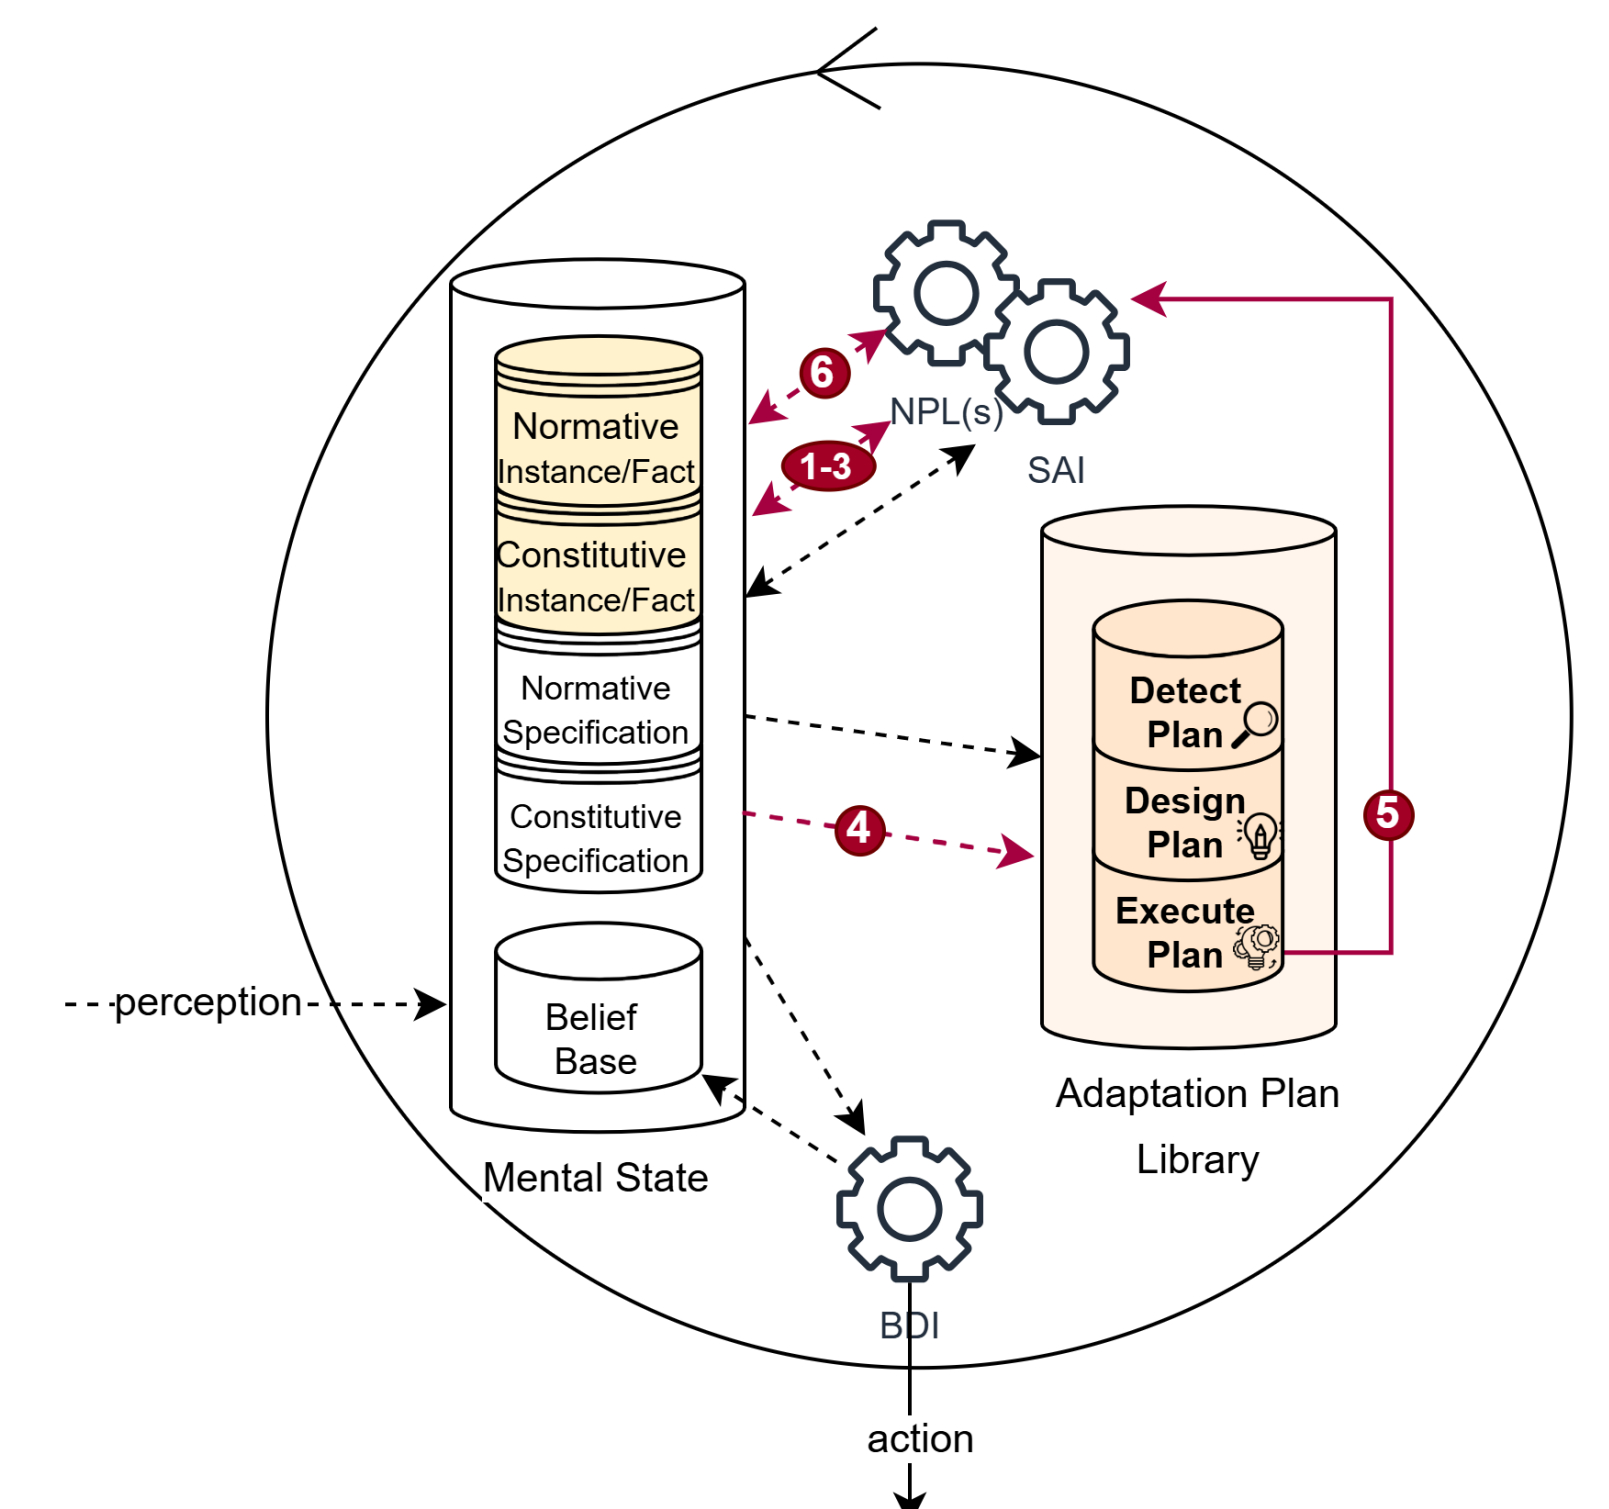 6
NPL(s)
1-3
SAI
Normative
Instance/Fact
Constitutive
Instance/Fact
Normative
Specification
Constitutive
Specification
4
Detect
Plan
Design
Plan
Execute
Plan
5
perception
Belief
Base
Mental State
Adaptation Plan
Library
BDI
action